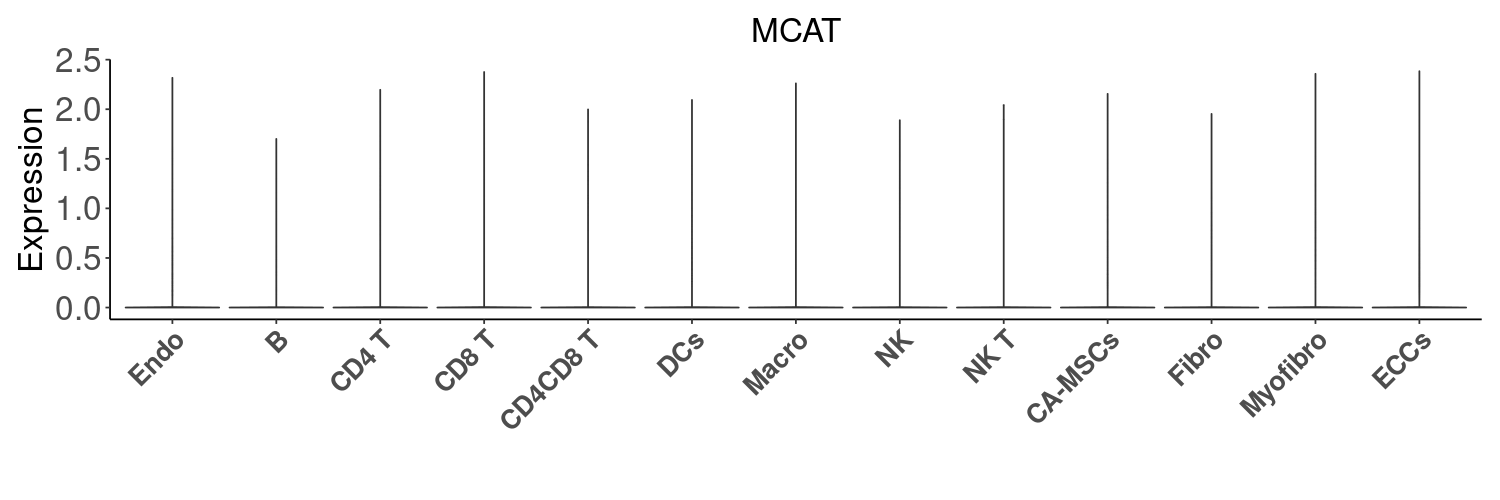 MCAT
Expression
2.5
2.0
1.5
1.0
0.5
0.0
Endo
B
CD4 T
CD8 T
CD4CD8 T
DCs
Macro
NK
NK T
CA-MSCs
Fibro
Myofibro
ECCs